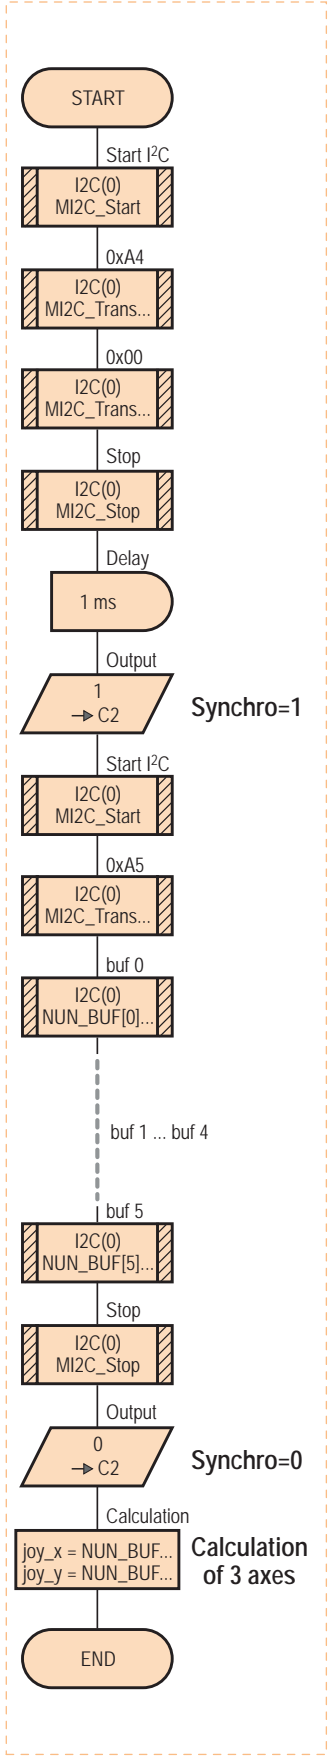 START
Start I²C
I2C(0)
MI2C_Start
0xA4
I2C(0)
MI2C_Trans...
0x00
I2C(0)
MI2C_Trans...
Stop
I2C(0)
MI2C_Stop
Delay
1 ms
Output
1
→ C2
Synchro=1
Start I²C
I2C(0)
MI2C_Start
0xA5
I2C(0)
MI2C_Trans...
buf 0
I2C(0)
NUN_BUF[0]...
buf 1 ... buf 4
buf 5
I2C(0)
NUN_BUF[5]...
Stop
I2C(0)
MI2C_Stop
Output
0
→ C2
Synchro=0
Calculation
joy_x = NUN_BUF...
joy_y = NUN_BUF...
Calculation
of 3 axes
END